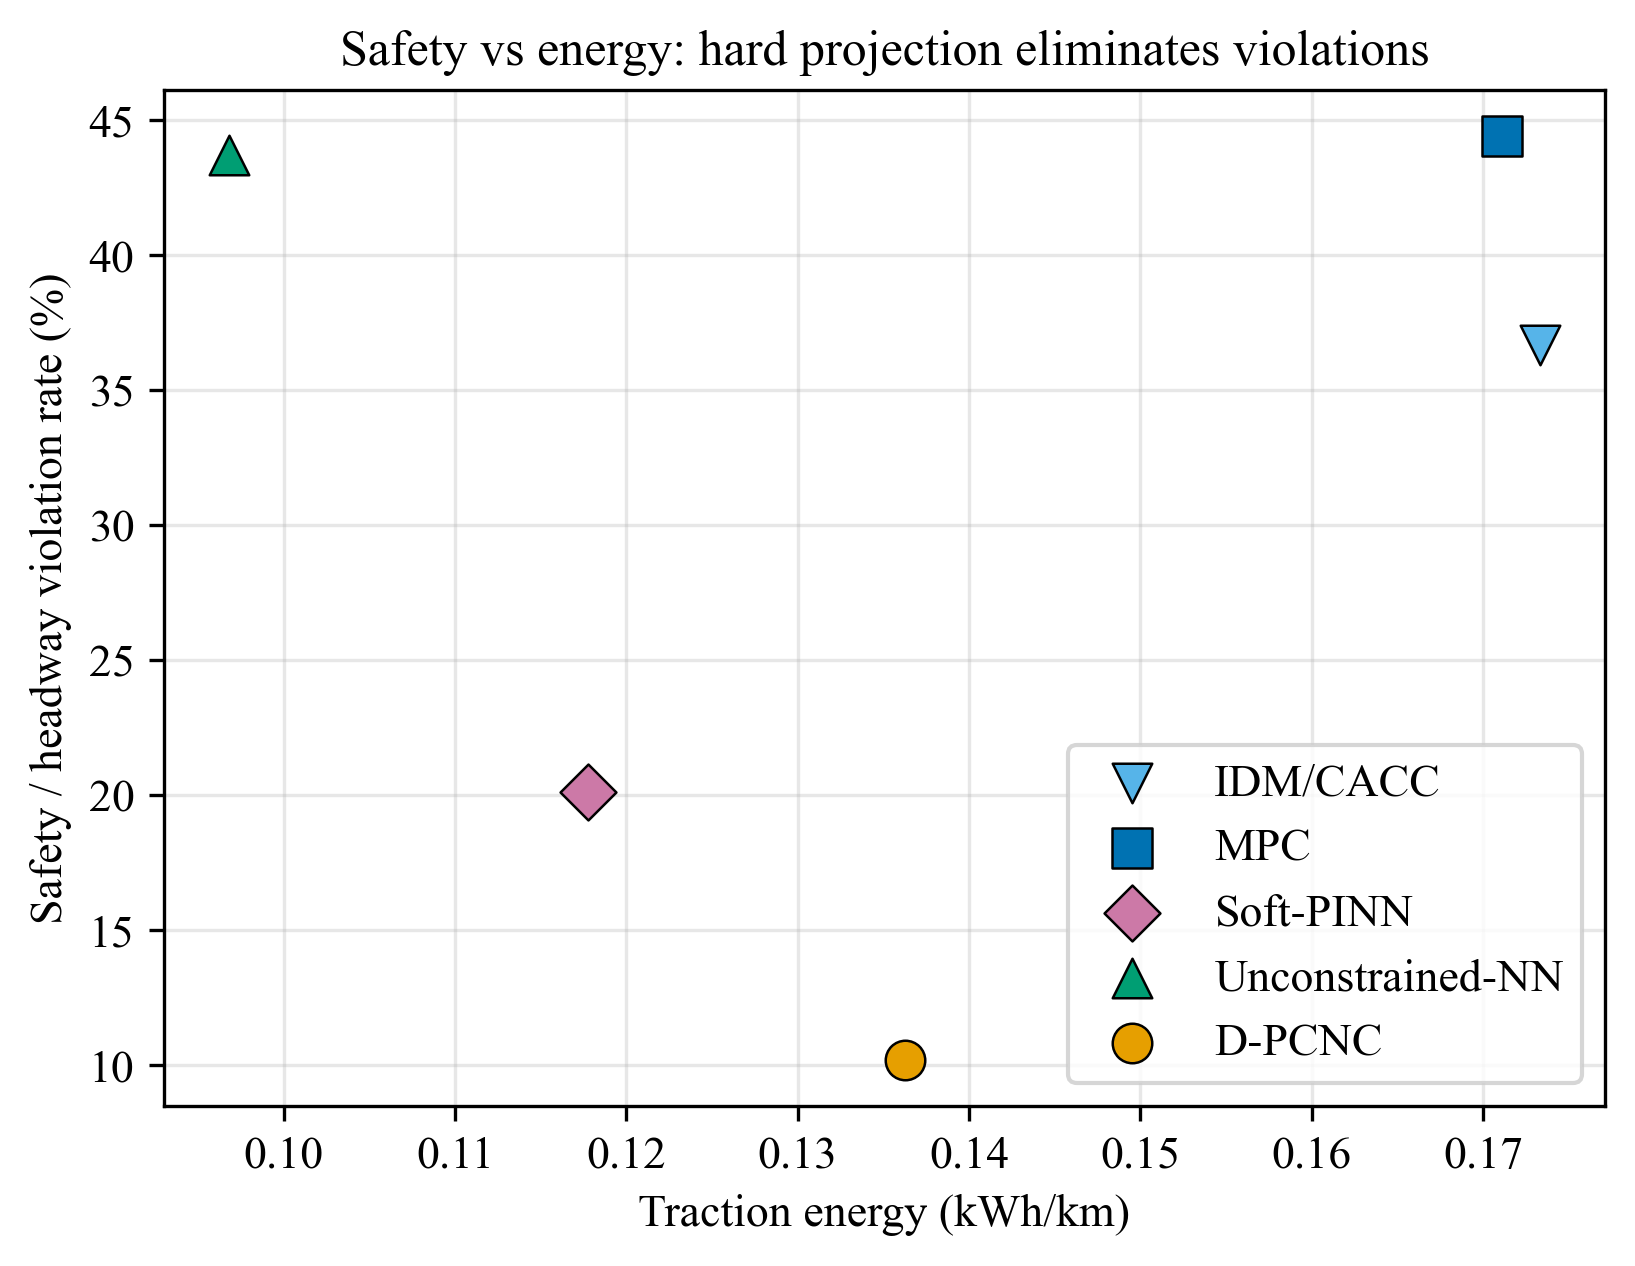 Safety vs energy: hard projection eliminates violations
Safety / headway violation rate (%)
45
40
35
30
25
20
15
10
IDM/CACC
MPC
Soft-PINN
Unconstrained-NN
D-PCNC
0.10 0.11 0.12 0.13 0.14 0.15 0.16 0.17
Traction energy (kWh/km)